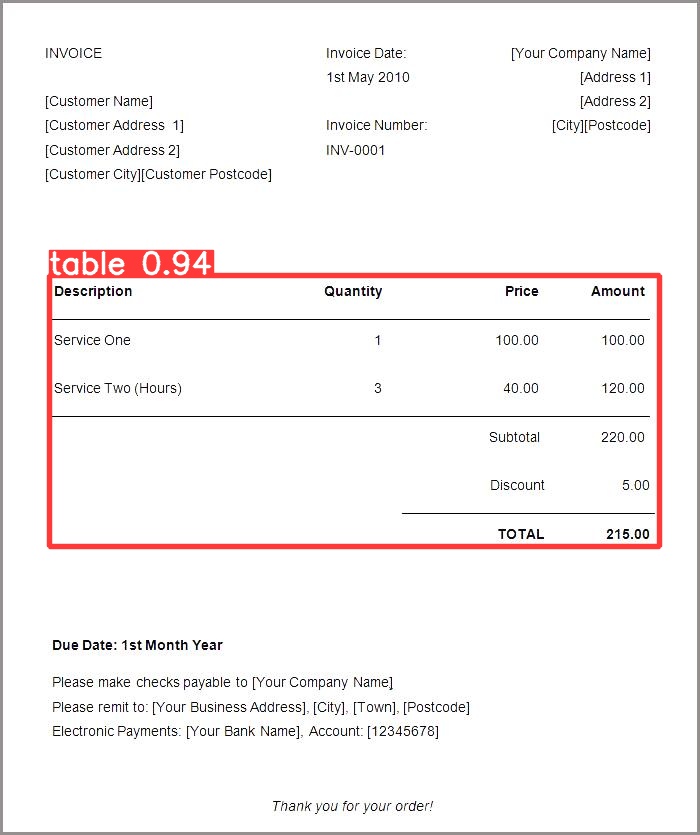 INVOICE
Invoice Date:
[Your Company Name]
1st May 2010
[Address 1]
[Customer Name]
[Address 2]
[Customer Address  1]
Invoice Number:
[City][Postcode]
[Customer Address 2]
INV-0001
[Customer City][Customer Postcode]
table 0.94
Description Quantity Price Amount
Service One 1 100.00 100.00
Service Two (Hours) 3 40.00 120.00
Subtotal 220.00
Discount 5.00
TOTAL 215.00
Due Date: 1st Month Year
Please make checks payable to [Your Company Name]
Please remit to: [Your Business Address], [City], [Town], [Postcode]
Electronic Payments: [Your Bank Name], Account: [12345678]
Thank you for your order!